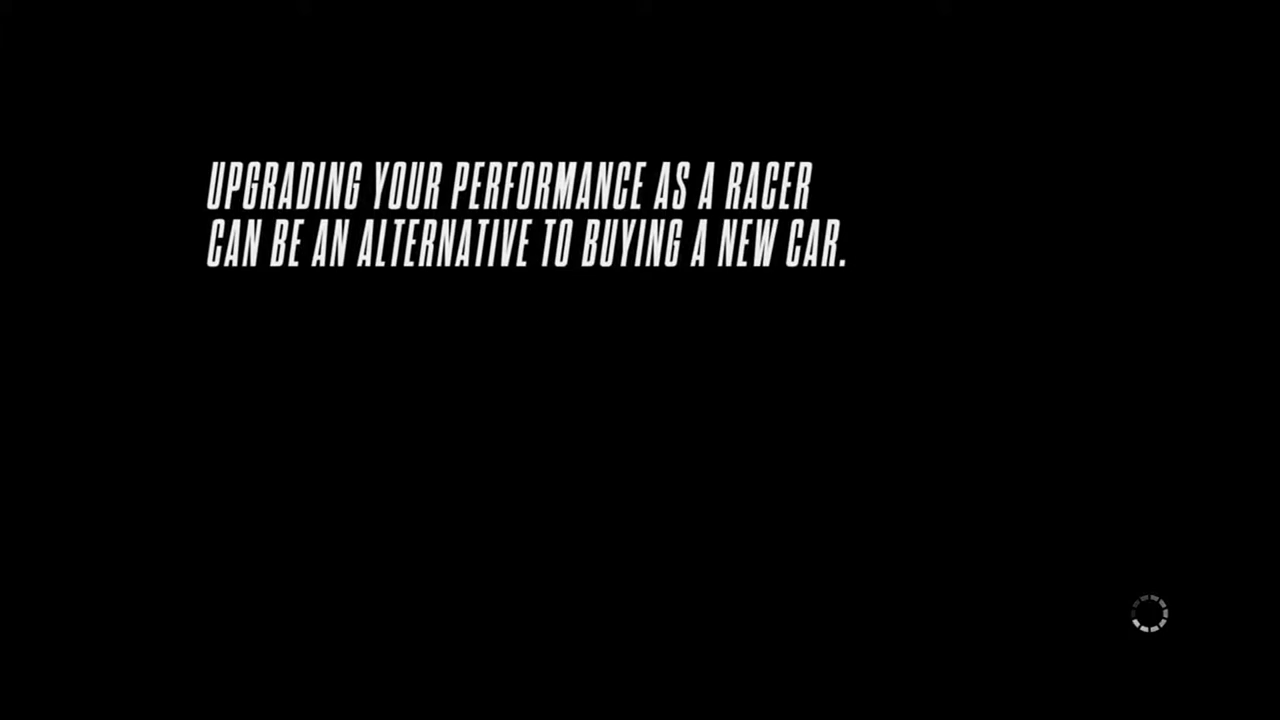 UPGRADING YOUR PERFORMANCE AS A RACER
CAN BE AN ALTERNATIVE TO BUYING A NEW CAR.